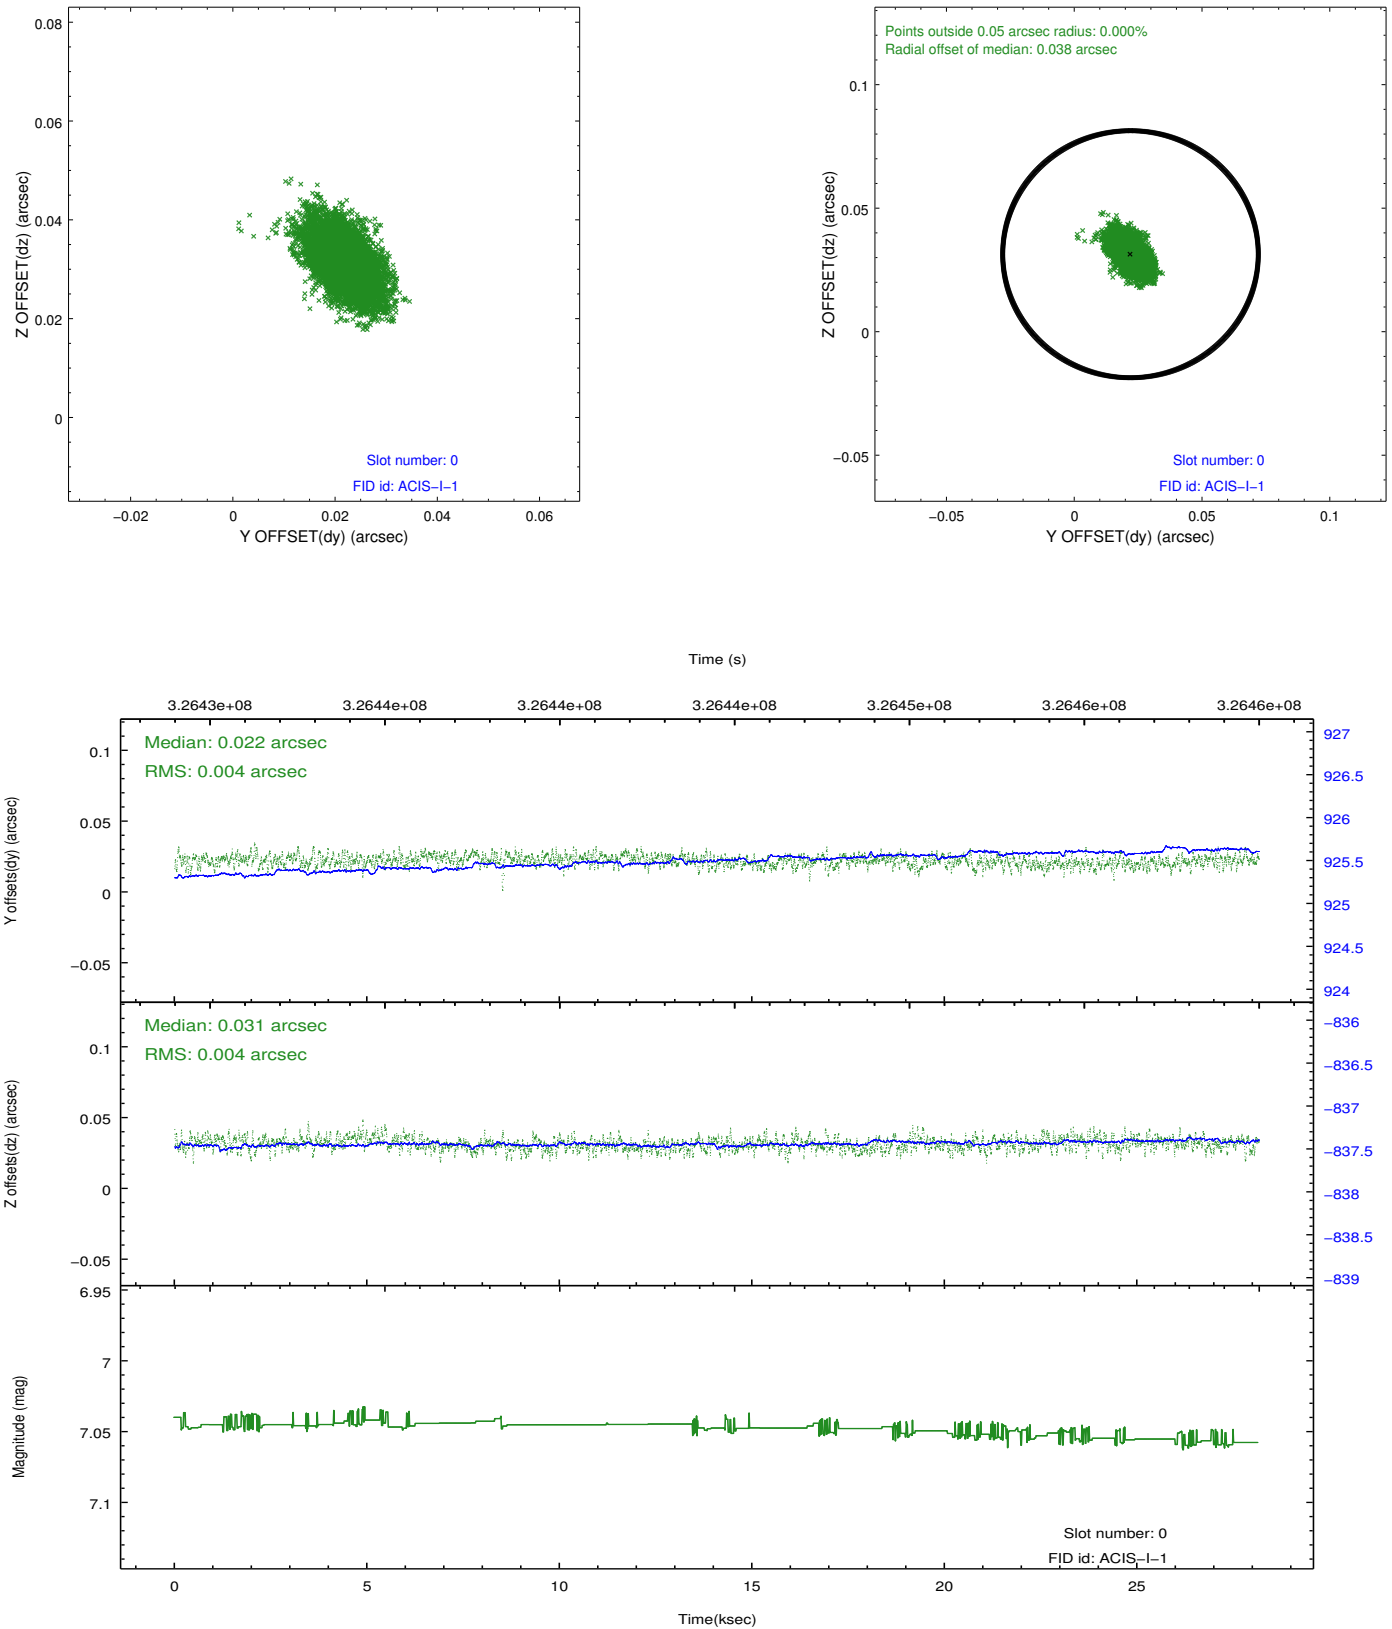 0.08
0.06
0.04
0.02
0
Z OFFSET(dz) (arcsec)
Slot number: 0
FID id: ACIS−I−1
−0.02 0 0.02 0.04 0.06
Y OFFSET(dy) (arcsec)
Points outside 0.05 arcsec radius: 0.000%
Radial offset of median: 0.038 arcsec
0.1
0.05
0
−0.05
Z OFFSET(dz) (arcsec)
Slot number: 0
FID id: ACIS−I−1
−0.05 0 0.05 0.1
Y OFFSET(dy) (arcsec)
Time (s)
3.2643e+08 3.2644e+08 3.2644e+08 3.2644e+08 3.2645e+08 3.2646e+08 3.2646e+08
Median: 0.022 arcsec
RMS: 0.004 arcsec
0.1
0.05
0
−0.05
Y offsets(dy) (arcsec)
927
926.5
926
925.5
925
924.5
924
Median: 0.031 arcsec
RMS: 0.004 arcsec
0.1
0.05
0
−0.05
Z offsets(dz) (arcsec)
−836
−836.5
−837
−837.5
−838
−838.5
−839
6.95
7
7.05
7.1
Magnitude (mag)
Slot number: 0
FID id: ACIS−I−1
0 5 10 15 20 25
Time(ksec)